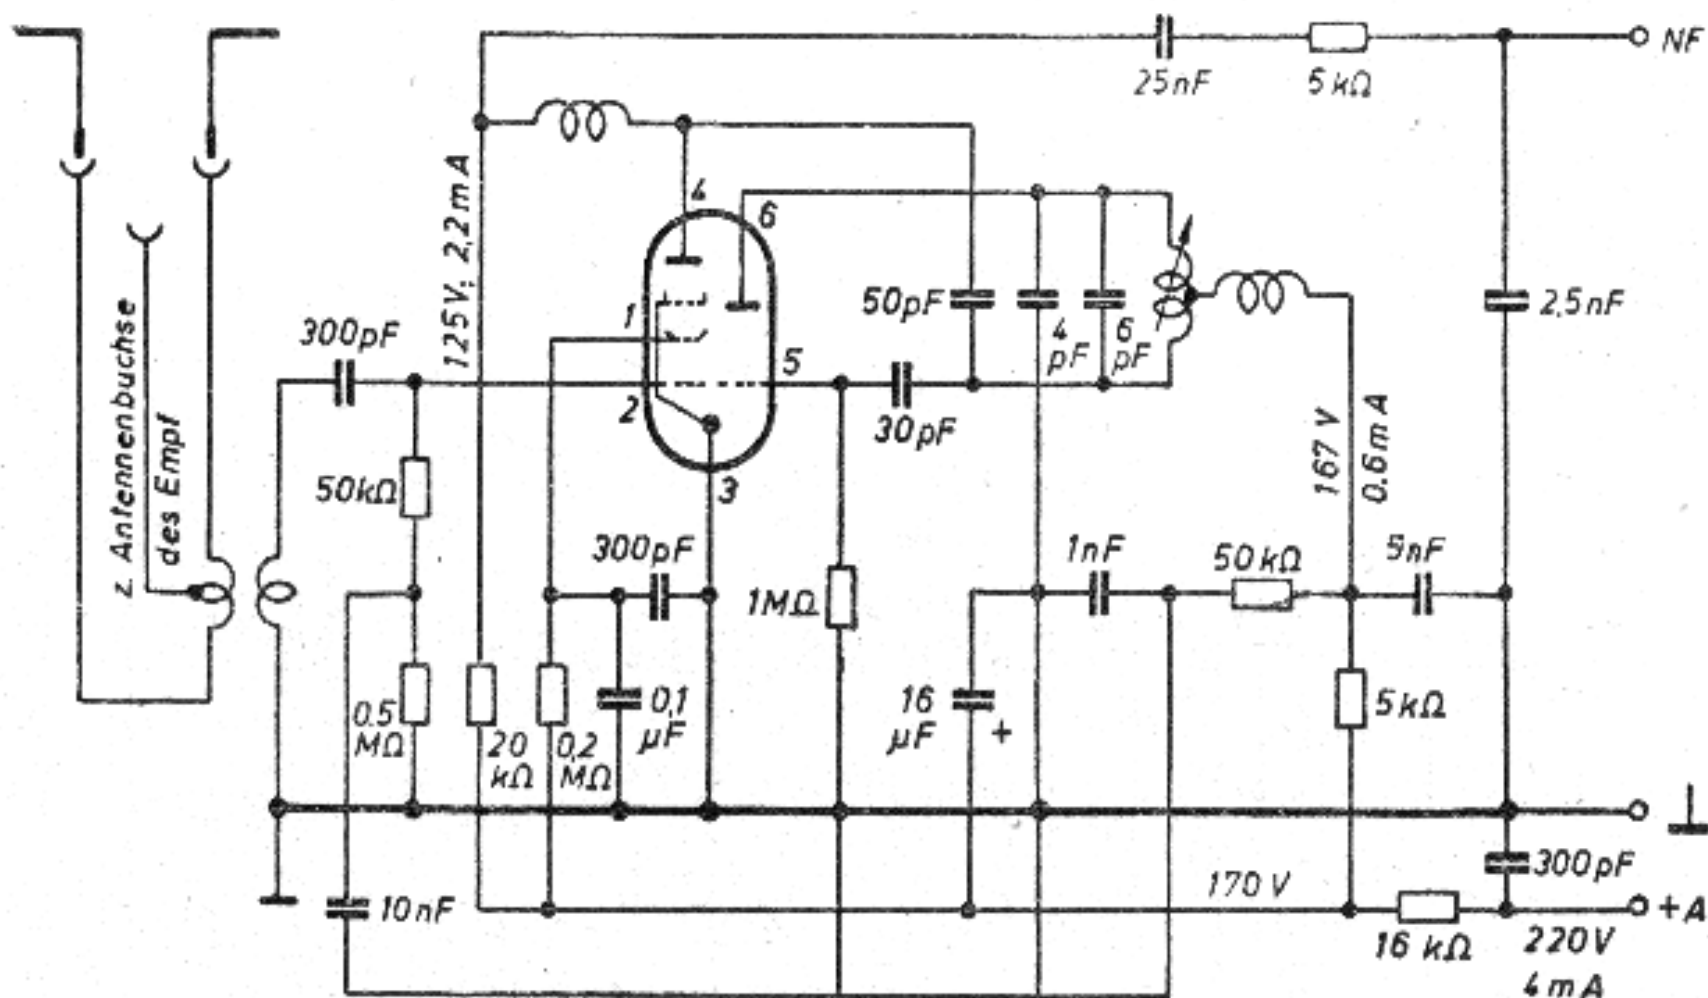 NF
25nF
5kΩ
125V; 2,2mA
4
6
1
5
2
3
50pF
4
pF
6
pF
2,5nF
300pF
30pF
z. Antennenbuchse
des Empf
50kΩ
167 V
0.6mA
300pF
1nF
50kΩ
5nF
1MΩ
0.5
MΩ
20
kΩ
0,2
MΩ
0,1
μF
16
μF
+
5kΩ
300pF
170 V
10nF
16 kΩ
+A
220V
4mA